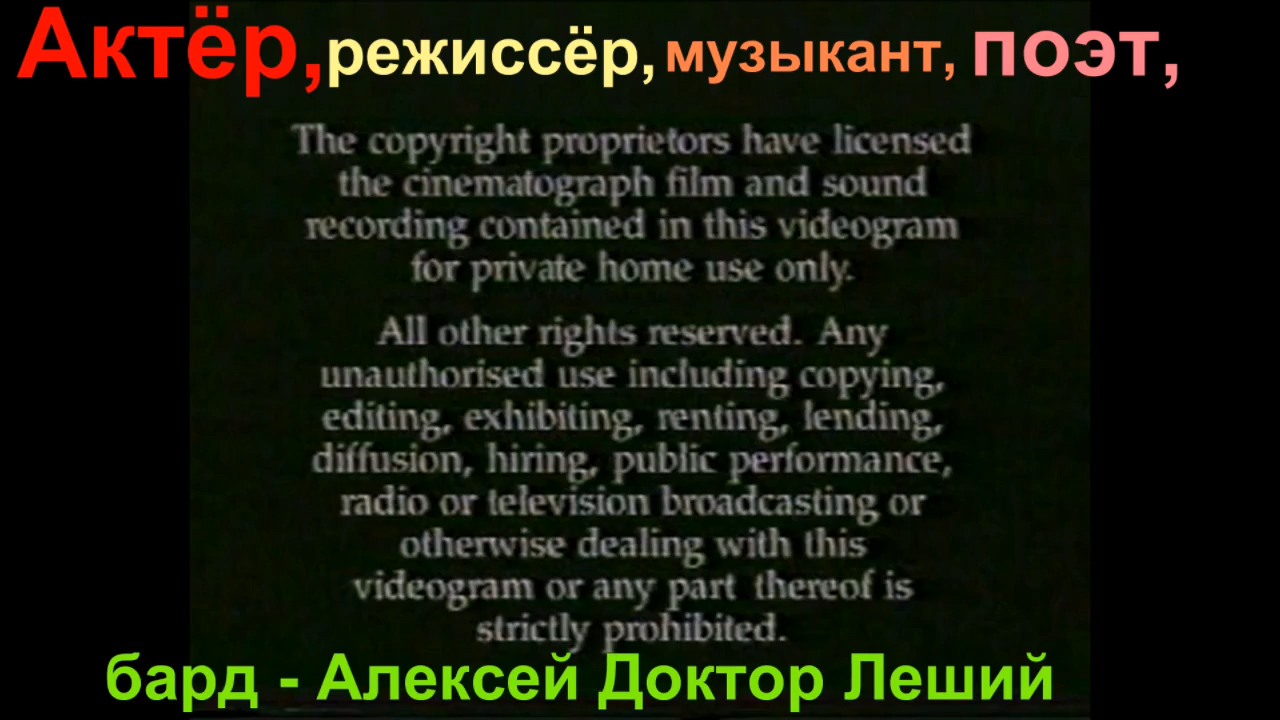 Актёр, режиссёр, музыкант, поэт,
The copyright proprietors have licensed
the cinematograph film and sound
recording contained in this videogram
for private home use only.
All other rights reserved. Any
unauthorised use including copying,
editing, exhibiting, renting, lending,
diffusion, hiring, public performance,
radio or television broadcasting or
otherwise dealing with this
videogram or any part thereof is
strictly prohibited.
бард - Алексей Доктор Леший